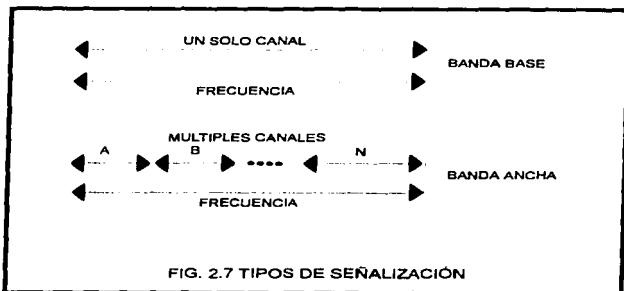 UN SOLO CANAL
BANDA BASE
FRECUENCIA
MULTIPLES CANALES
A B N
BANDA ANCHA
FRECUENCIA
FIG. 2.7 TIPOS DE SEÑALIZACIÓN